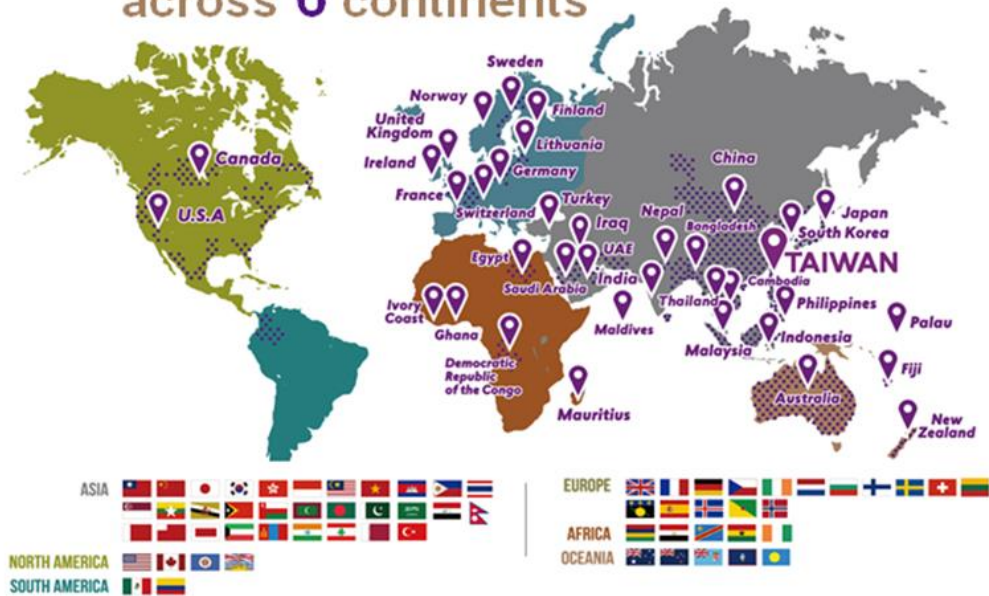 across 6 continents
Sweden
Norway
Finland
United
Kingdom
Lithuania
Ireland
Germany
France
Switzerland
Canada
U.S.A
Turkey
Iraq
UAE
Egypt
Saudi Arabia
India
Nepal
Bangladesh
China
Japan
South Korea
TAIWAN
Cambodia
Thailand
Philippines
Maldives
Malaysia
Indonesia
Palau
Fiji
Australia
New
Zealand
Ivory
Coast
Ghana
Democratic
Republic
of the Congo
Mauritius
ASIA
NORTH AMERICA
SOUTH AMERICA
EUROPE
AFRICA
OCEANIA